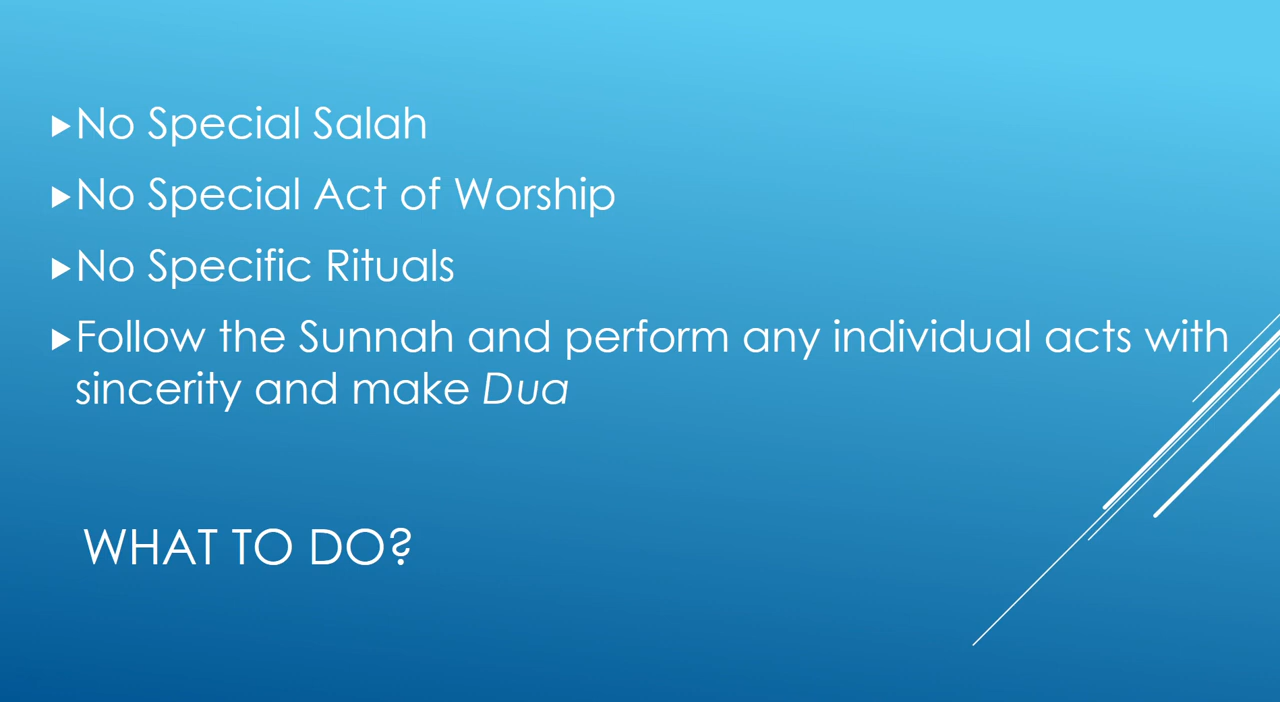 ▶No Special Salah
▶No Special Act of Worship
▶No Specific Rituals
▶Follow the Sunnah and perform any individual acts with
sincerity and make Dua
WHAT TO DO?